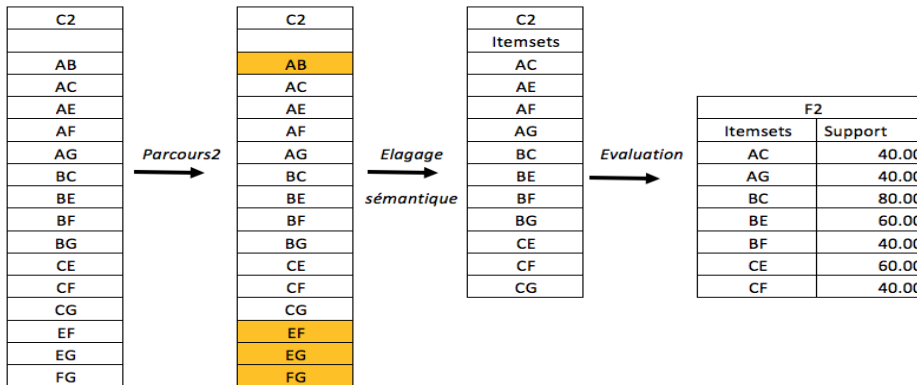 C2
AB
AC
AE
AF
AG
BC
BE
BF
BG
CE
CF
CG
EF
EG
FG
Parcours2
C2
AB
AC
AE
AF
AG
BC
BE
BF
BG
CE
CF
CG
EF
EG
FG
Elagage
sémantique
C2
Itemsets
AC
AE
AF
AG
BC
BE
BF
BG
CE
CF
CG
Evaluation
F2
Itemsets Support
AC 40.00
AG 40.00
BC 80.00
BE 60.00
BF 40.00
CE 60.00
CF 40.00